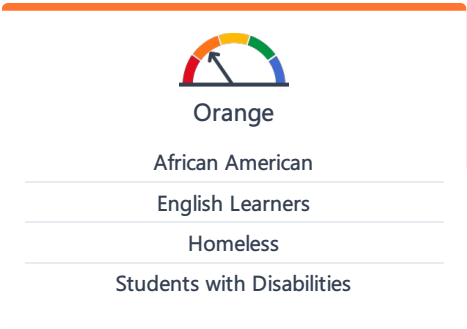 Orange
African American
English Learners
Homeless
Students with Disabilities